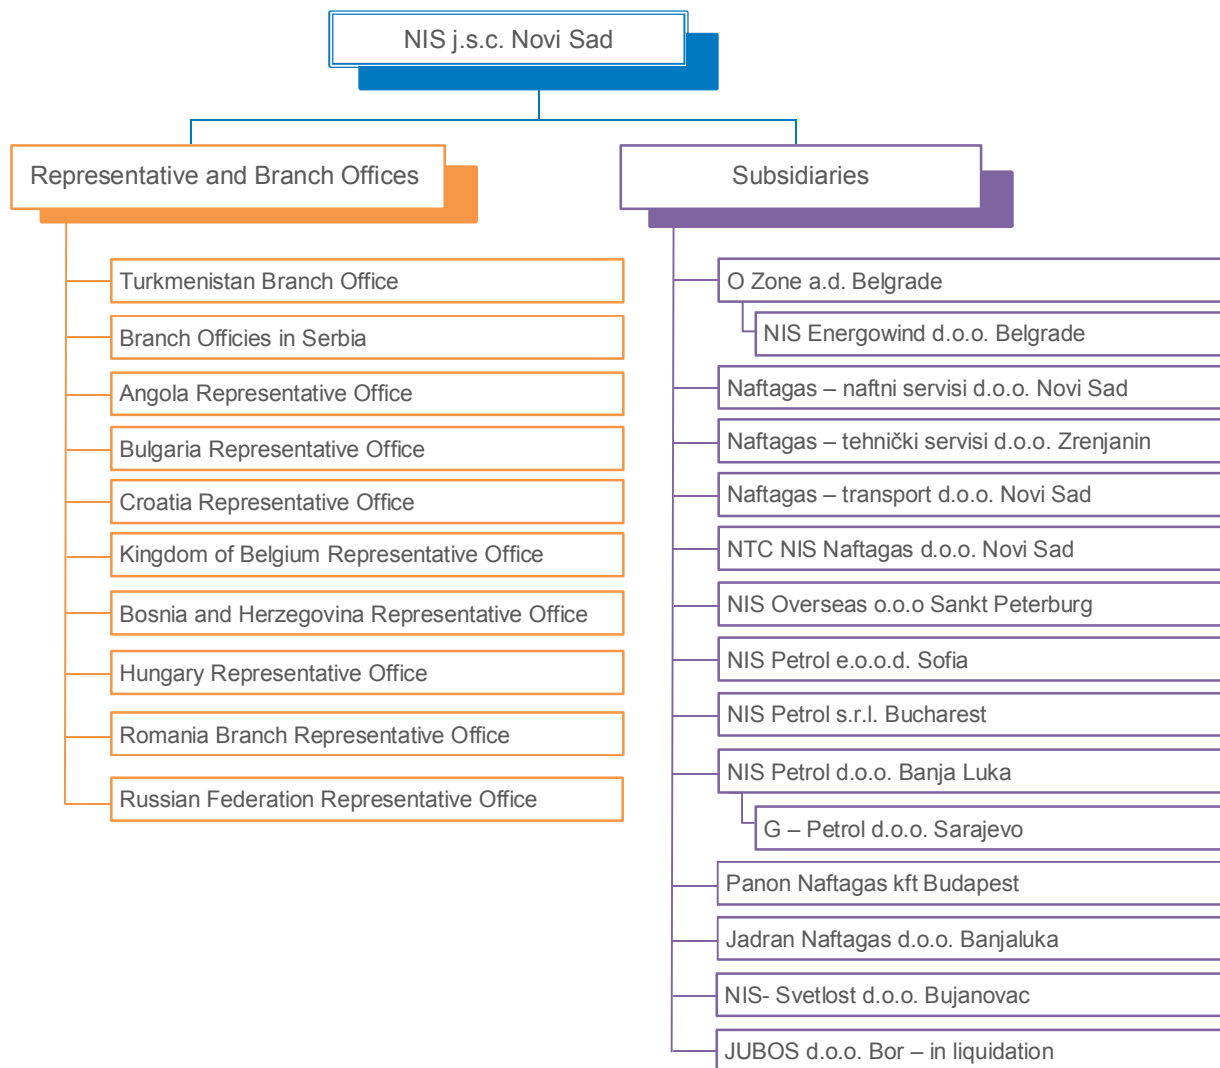 NIS j.s.c. Novi Sad
Representative and Branch Offices
Turkmenistan Branch Office
Branch Officies in Serbia
Angola Representative Office
Bulgaria Representative Office
Croatia Representative Office
Kingdom of Belgium Representative Office
Bosnia and Herzegovina Representative Office
Hungary Representative Office
Romania Branch Representative Office
Russian Federation Representative Office
Subsidiaries
O Zone a.d. Belgrade
NIS Energowind d.o.o. Belgrade
Naftagas – naftni servisi d.o.o. Novi Sad
Naftagas – tehnički servisi d.o.o. Zrenjanin
Naftagas – transport d.o.o. Novi Sad
NTC NIS Naftagas d.o.o. Novi Sad
NIS Overseas o.o.o Sankt Peterburg
NIS Petrol e.o.o.d. Sofia
NIS Petrol s.r.l. Bucharest
NIS Petrol d.o.o. Banja Luka
G – Petrol d.o.o. Sarajevo
Panon Naftagas kft Budapest
Jadran Naftagas d.o.o. Banjaluka
NIS- Svetlost d.o.o. Bujanovac
JUBOS d.o.o. Bor – in liquidation